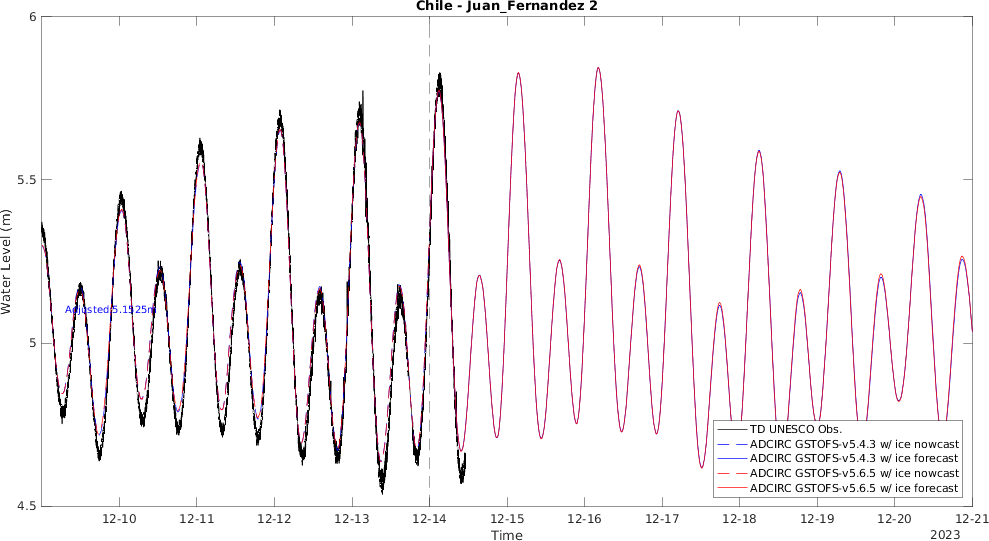 Chile - Juan_Fernandez 2
6
5.5
5
4.5
Water Level (m)
Adjusted:5.1525m
TD UNESCO Obs.
ADCIRC GSTOFS-v5.4.3 w/ ice nowcast
ADCIRC GSTOFS-v5.4.3 w/ ice forecast
ADCIRC GSTOFS-v5.6.5 w/ ice nowcast
ADCIRC GSTOFS-v5.6.5 w/ ice forecast
12-10 12-11 12-12 12-13 12-14 12-15 12-16 12-17 12-18 12-19 12-20 12-21
Time
2023